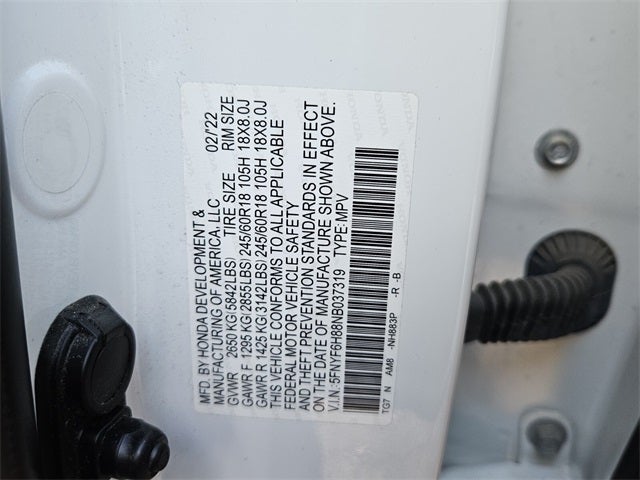 MFD. BY HONDA DEVELOPMENT &
MANUFACTURING OF AMERICA, LLC 02/'22
GVWR 2650 KG(5842LBS) TIRE SIZE RIM SIZE
GAWR F 1295 KG(2855LBS) 245/60R18 105H 18X8.0J
GAWR R 1425 KG(3142LBS) 245/60R18 105H 18X8.0J
THIS VEHICLE CONFORMS TO ALL APPLICABLE
FEDERAL MOTOR VEHICLE SAFETY
AND THEFT PREVENTION STANDARDS IN EFFECT
ON THE DATE OF MANUFACTURE SHOWN ABOVE.
V.I.N.:5FNYF6H88NB037319 TYPE:MPV
TG7 N AM8 -NH883P -R -B